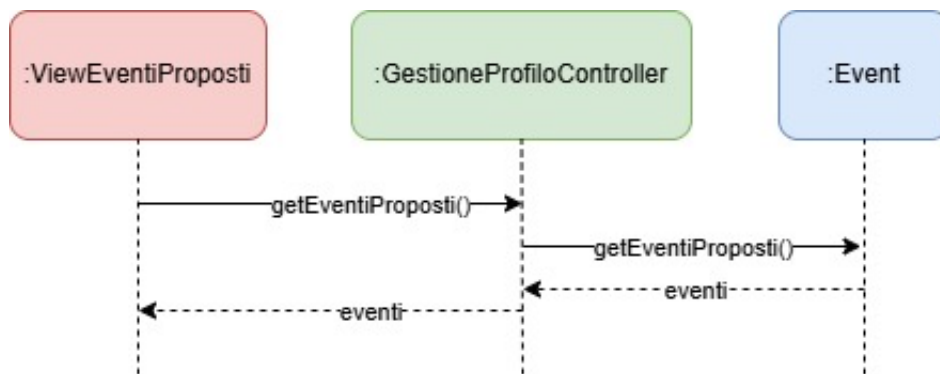 :ViewEventiProposti
:GestioneProfiloController
:Event
getEventiProposti()
getEventiProposti()
eventi
eventi